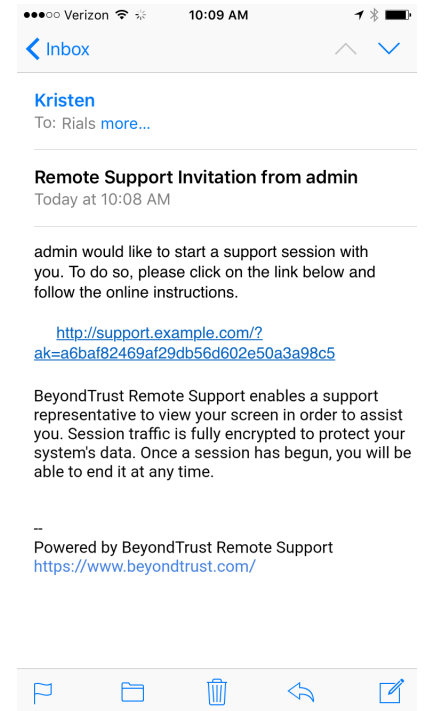 Verizon 10:09 AM
Inbox
Kristen
To: Rials more...
Remote Support Invitation from admin
Today at 10:08 AM
admin would like to start a support session with
you. To do so, please click on the link below and
follow the online instructions.
http://support.example.com/?
ak=a6baf82469af29db56d602e50a3a98c5
BeyondTrust Remote Support enables a support
representative to view your screen in order to assist
you. Session traffic is fully encrypted to protect your
system's data. Once a session has begun, you will be
able to end it at any time.
--
Powered by BeyondTrust Remote Support
https://www.beyondtrust.com/